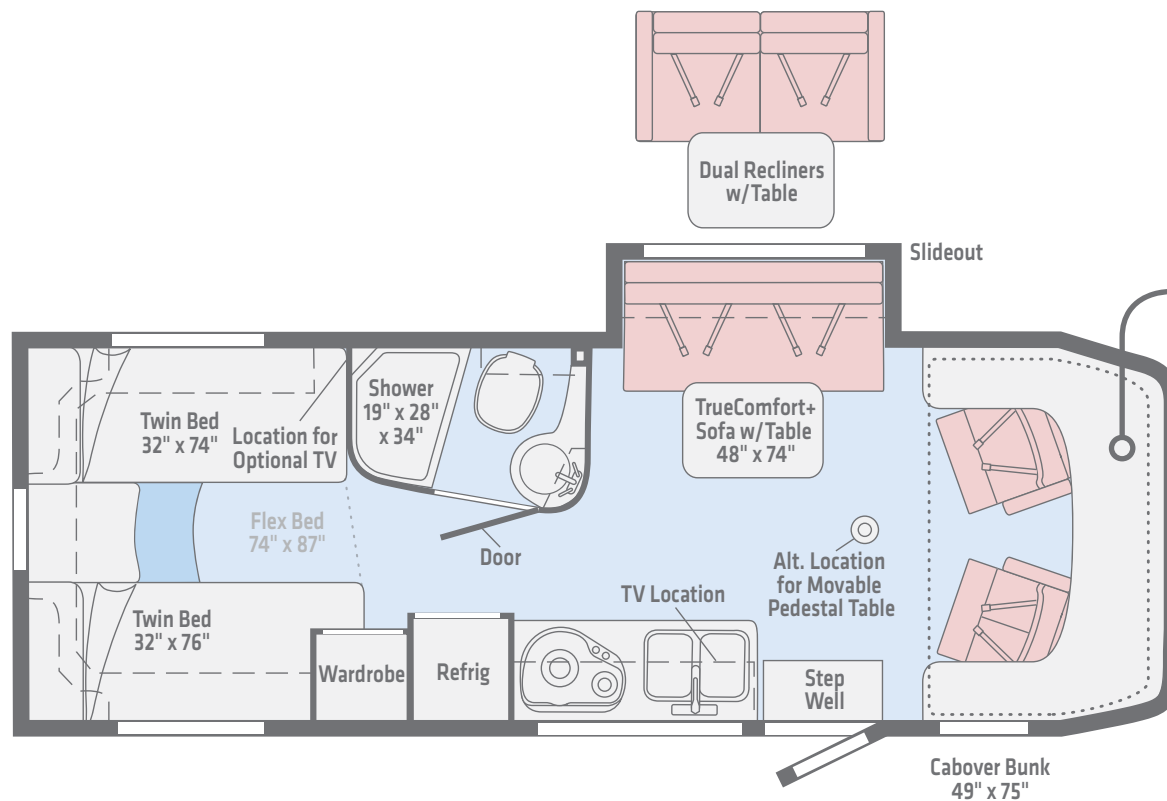 Dual Recliners
w/Table
Slideout
Twin Bed
32" x 74"
Location for
Optional TV
Shower
19" x 28"
x 34"
TrueComfort+
Sofa w/Table
48" x 74"
Flex Bed
74" x 87"
Door
Alt. Location
for Movable
Pedestal Table
TV Location
Twin Bed
32" x 76"
Wardrobe
Refrig
Step
Well
Cabover Bunk
49" x 75"